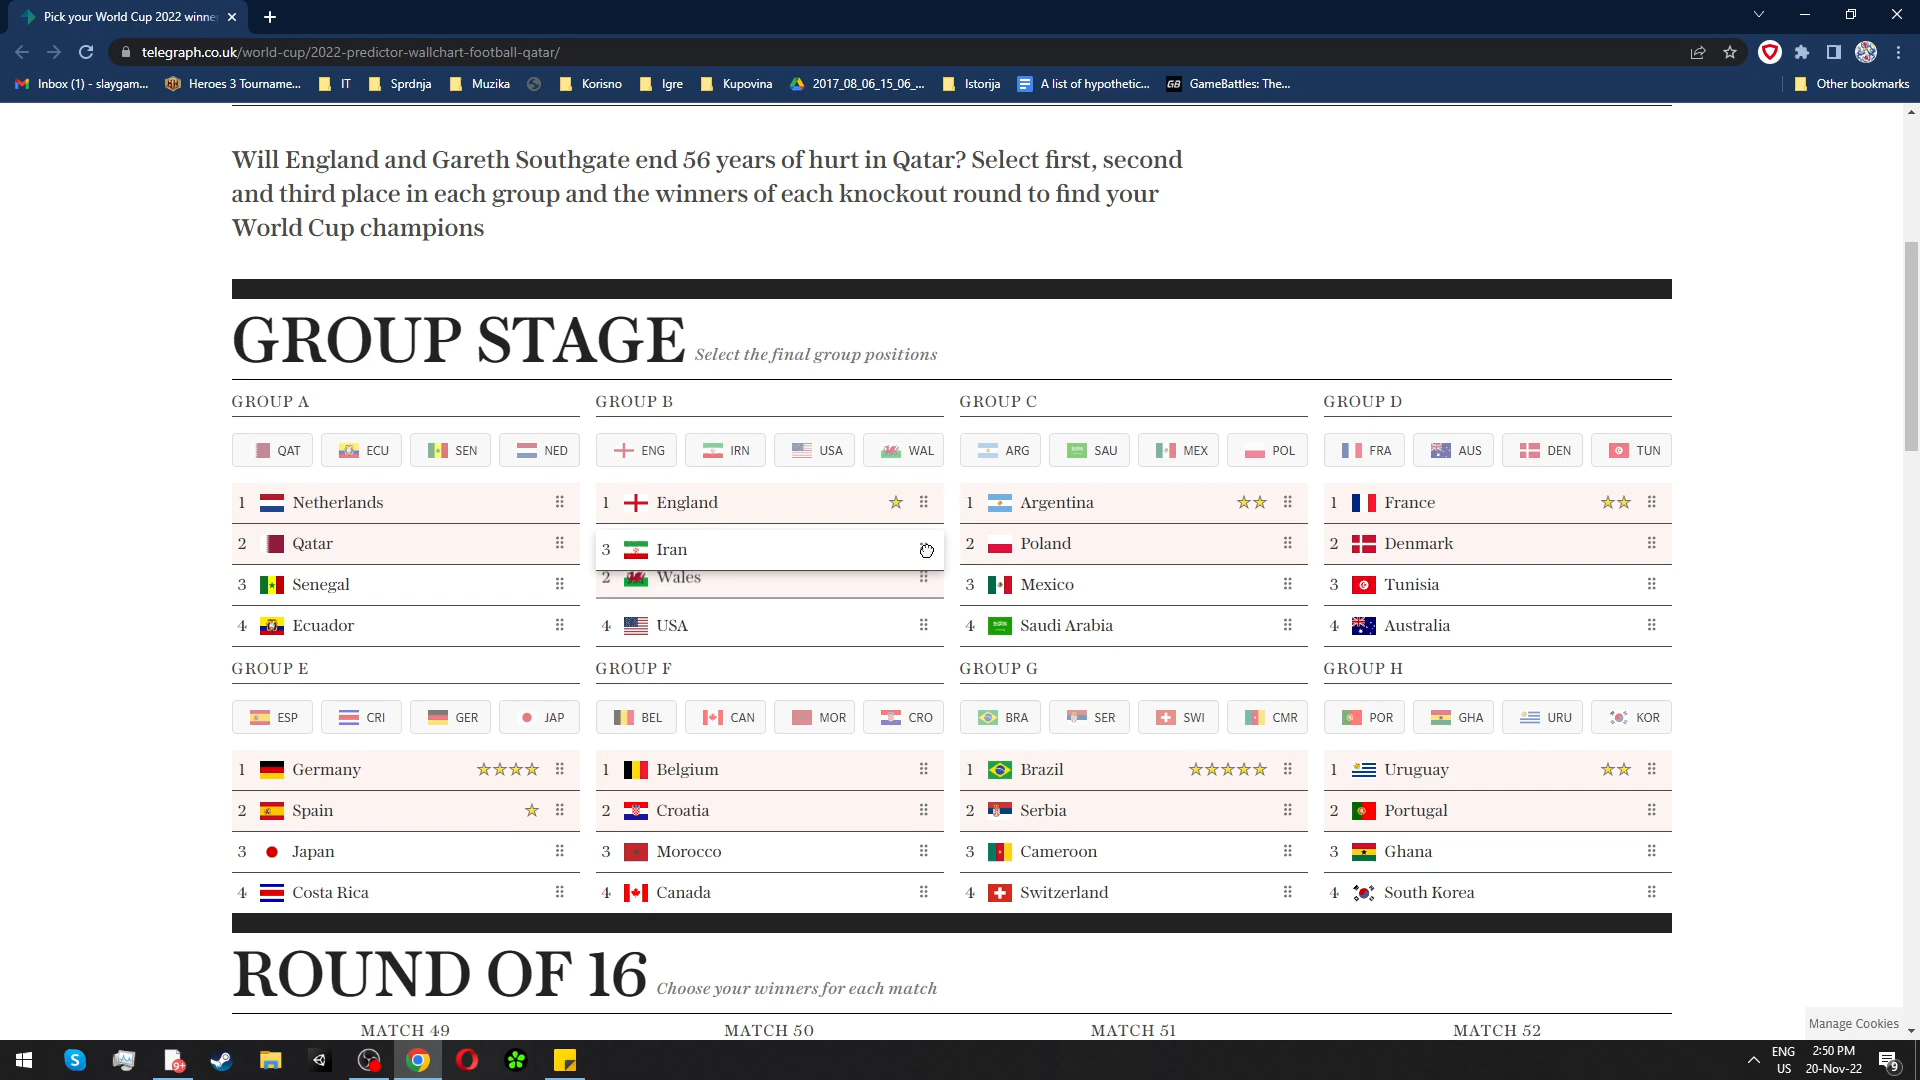 Pick your World Cup 2022 winne
telegraph.co.uk/world-cup/2022-predictor-wallchart-football-qatar/
Inbox (1) - slaygam... Heroes 3 Tourname... IT Sprdnja Muzika Korisno Igre Kupovina 2017_08_06_15_06_... Istorija A list of hypothetic... GB GameBattles: The... Other bookmarks
Will England and Gareth Southgate end 56 years of hurt in Qatar? Select first, second
and third place in each group and the winners of each knockout round to find your
World Cup champions
GROUP STAGE Select the final group positions
GROUP A GROUP B GROUP C GROUP D
QAT ECU SEN NED ENG IRN USA WAL ARG SAU MEX POL FRA AUS DEN TUN
1 Netherlands 1 England 1 Argentina 1 France
2 Qatar 3 Iran 2 Poland 2 Denmark
3 Senegal 2 Wales 3 Mexico 3 Tunisia
4 Ecuador 4 USA 4 Saudi Arabia 4 Australia
GROUP E GROUP F GROUP G GROUP H
ESP CRI GER JAP BEL CAN MOR CRO BRA SER SWI CMR POR GHA URU KOR
1 Germany 1 Belgium 1 Brazil 1 Uruguay
2 Spain 2 Croatia 2 Serbia 2 Portugal
3 Japan 3 Morocco 3 Cameroon 3 Ghana
4 Costa Rica 4 Canada 4 Switzerland 4 South Korea
ROUND OF 16 Choose your winners for each match
Manage Cookies
MATCH 49 MATCH 50 MATCH 51 MATCH 52
9+ ENG 2:50 PM
US 20-Nov-22 9